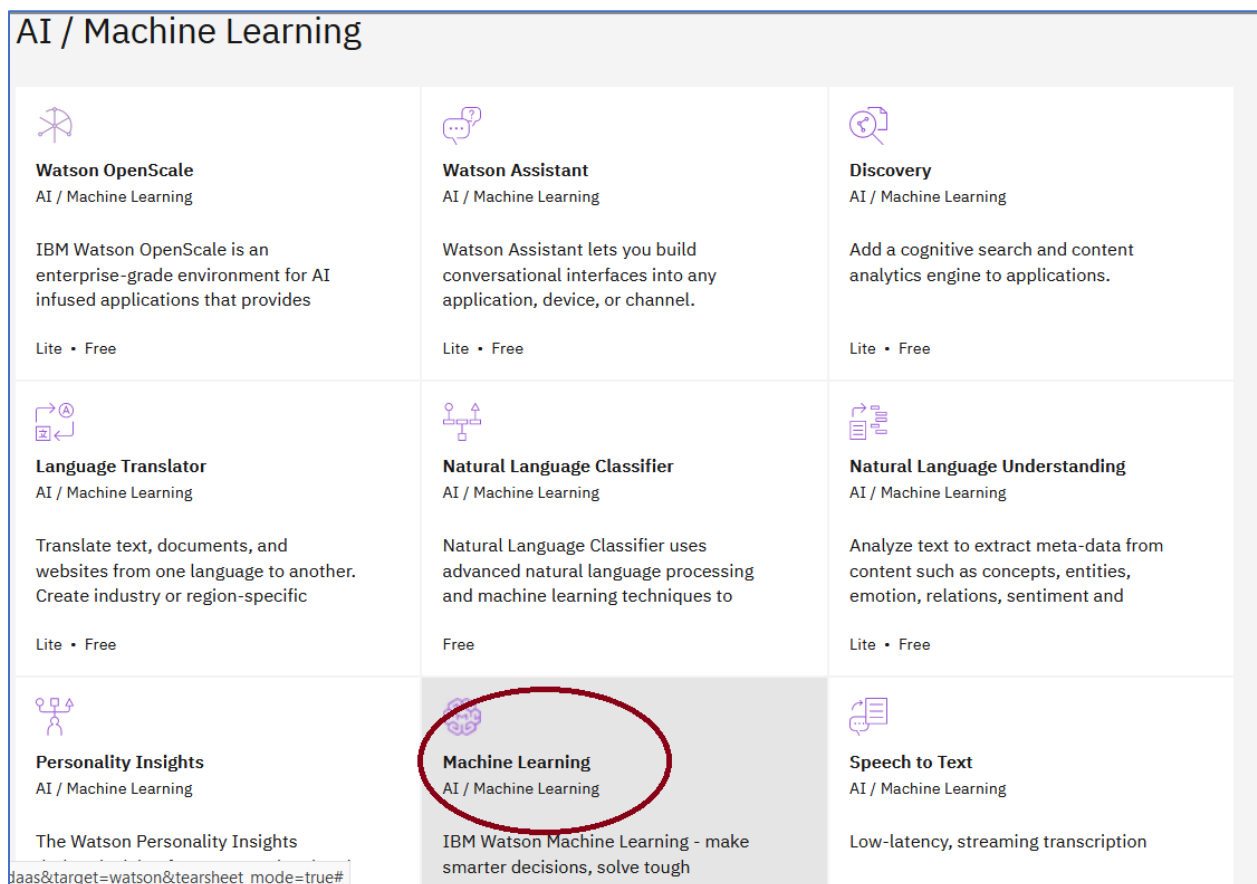 AI / Machine Learning
Watson OpenScale
AI / Machine Learning
IBM Watson OpenScale is an
enterprise-grade environment for AI
infused applications that provides
Lite • Free
Watson Assistant
AI / Machine Learning
Watson Assistant lets you build
conversational interfaces into any
application, device, or channel.
Lite • Free
Discovery
AI / Machine Learning
Add a cognitive search and content
analytics engine to applications.
Lite • Free
Language Translator
AI / Machine Learning
Translate text, documents, and
websites from one language to another.
Create industry or region-specific
Lite • Free
Natural Language Classifier
AI / Machine Learning
Natural Language Classifier uses
advanced natural language processing
and machine learning techniques to
Free
Natural Language Understanding
AI / Machine Learning
Analyze text to extract meta-data from
content such as concepts, entities,
emotion, relations, sentiment and
Lite • Free
Personality Insights
AI / Machine Learning
The Watson Personality Insights
Machine Learning
AI / Machine Learning
IBM Watson Machine Learning - make
smarter decisions, solve tough
Speech to Text
AI / Machine Learning
Low-latency, streaming transcription
daas&target=watson&tearsheet_mode=true#